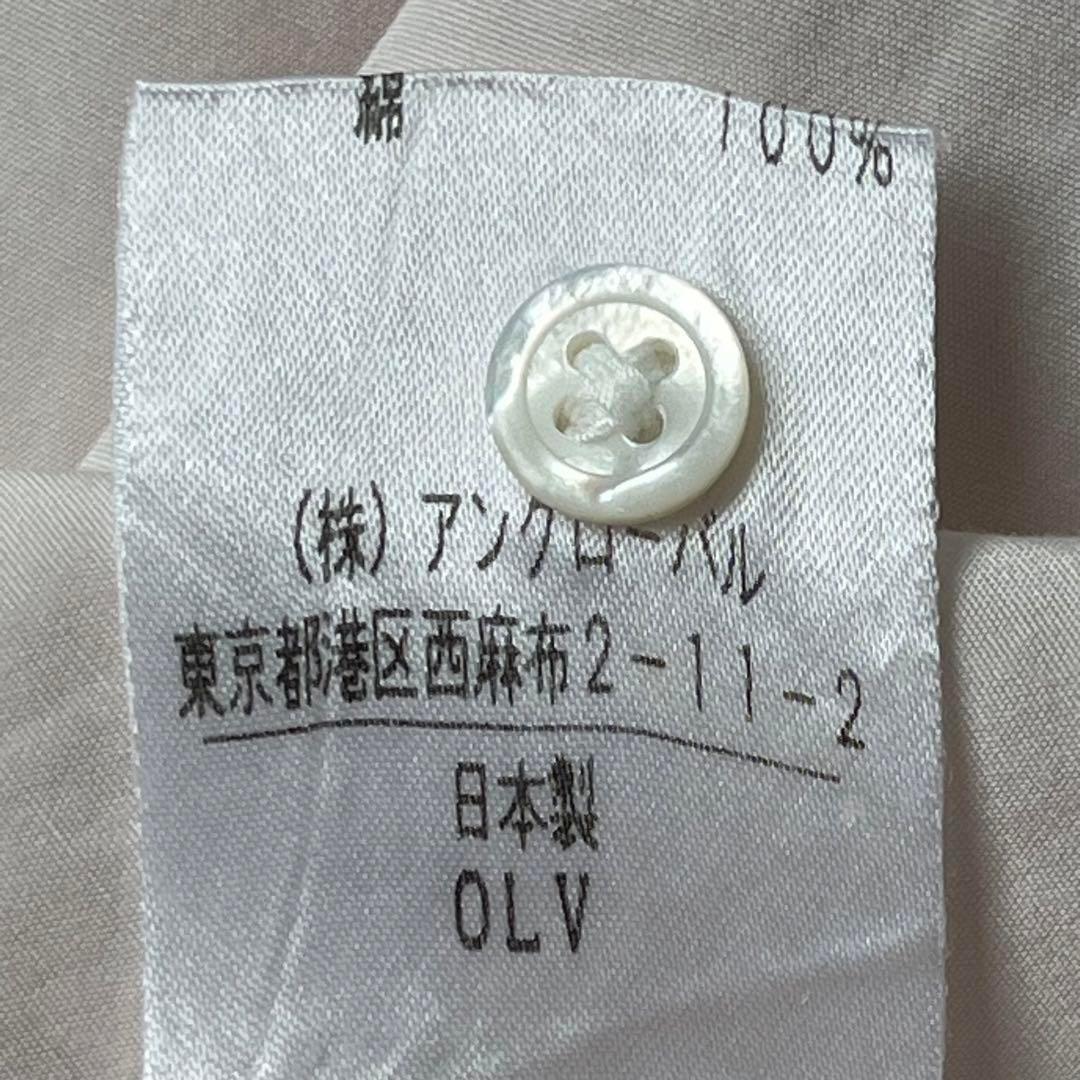 綿 100%
(株)アングローバル
東京都港区西麻布2-11-2
日本製
OLV